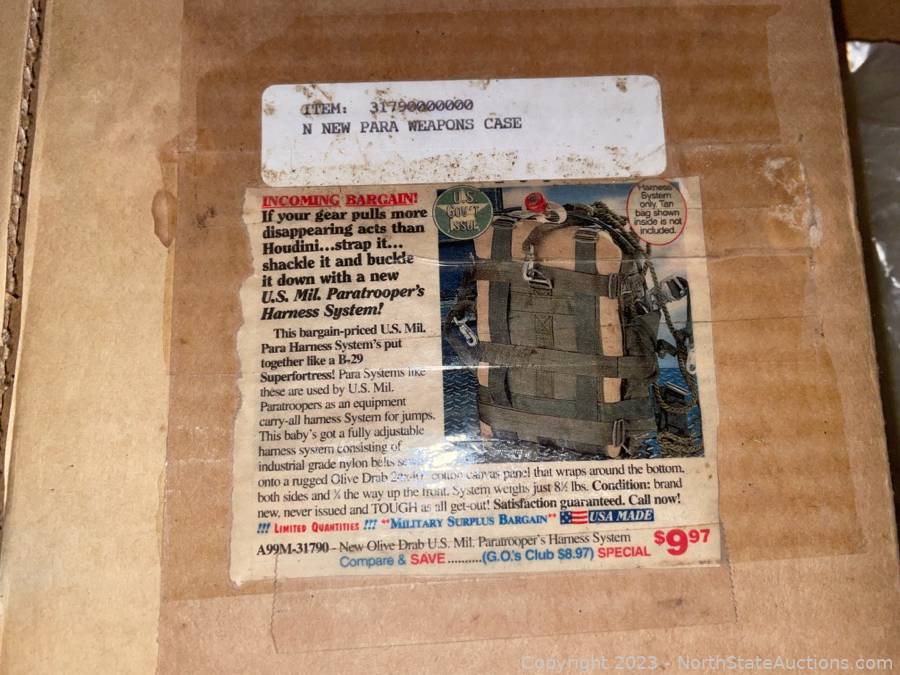 ITEM: 31790000000
N NEW PARA WEAPONS CASE
INCOMING BARGAIN!
If your gear pulls more
disappearing acts than
Houdini...strap it...
shackle it and buckle
it down with a new
U.S. Mil. Paratrooper's
Harness System!
This bargain-priced U.S. Mil.
Para Harness System's put
together like a B-29
Superfortress! Para Systems like
these are used by U.S. Mil.
Paratroopers as an equipment
carry-all harness System for jumps.
This baby's got a fully adjustable
harness system consisting of
industrial grade nylon belts
onto a rugged Olive Drab cotton canvas panel that wraps around the bottom,
both sides and ¾ the way up the front. System weighs just 8½ lbs. Condition: brand
new, never issued and TOUGH as all get-out! Satisfaction guaranteed. Call now!
!!! LIMITED QUANTITIES !!! **MILITARY SURPLUS BARGAIN** USA MADE
A99M-31790 - New Olive Drab U.S. Mil. Paratrooper's Harness System
Compare & SAVE..........(G.O.'s Club $8.97) SPECIAL $9.97
U.S
GOV'T
ISSUE
Harness
System
only. Tan
bag shown
inside is not
included.
Copyright 2023 - NorthStateAuctions.com